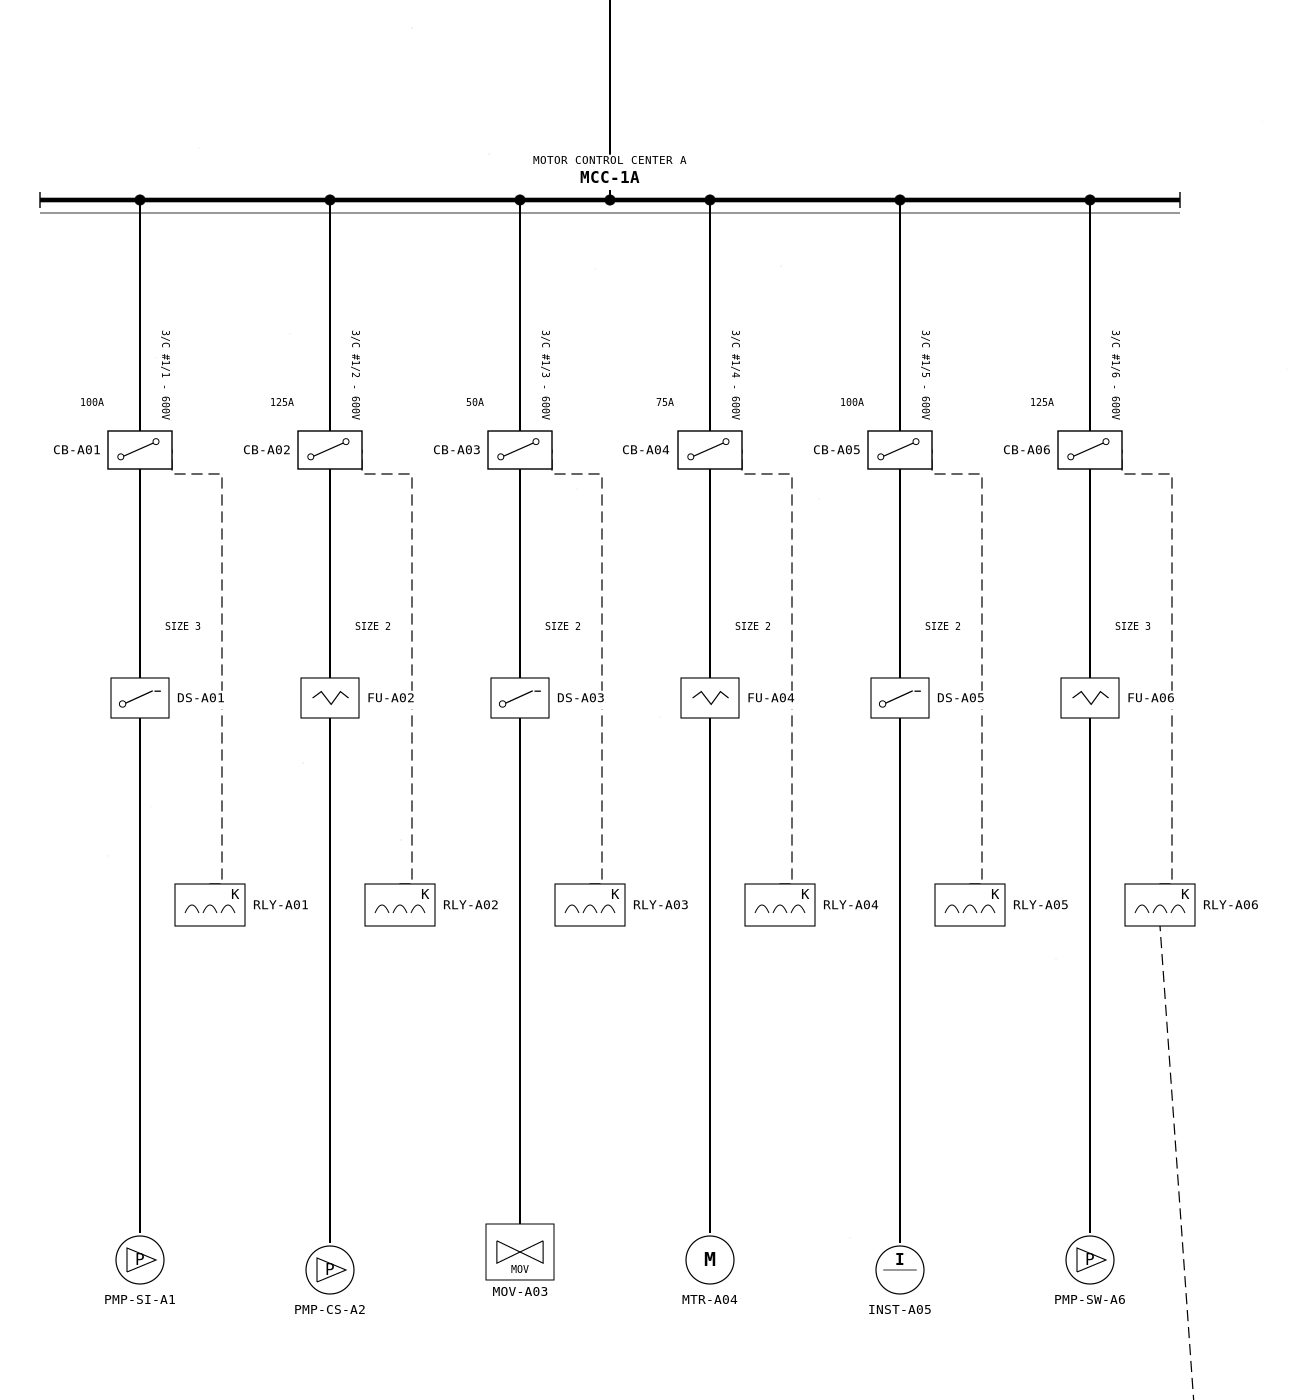 MOTOR CONTROL CENTER A
MCC-1A
3/C #1/1 - 600V
3/C #1/2 - 600V
3/C #1/3 - 600V
3/C #1/4 - 600V
3/C #1/5 - 600V
3/C #1/6 - 600V
100A
125A
50A
75A
100A
125A
CB-A01
CB-A02
CB-A03
CB-A04
CB-A05
CB-A06
SIZE 3
SIZE 2
SIZE 2
SIZE 2
SIZE 2
SIZE 3
DS-A01
FU-A02
DS-A03
FU-A04
DS-A05
FU-A06
K
RLY-A01
K
RLY-A02
K
RLY-A03
K
RLY-A04
K
RLY-A05
K
RLY-A06
P
PMP-SI-A1
P
PMP-CS-A2
MOV
MOV-A03
M
MTR-A04
I
INST-A05
P
PMP-SW-A6